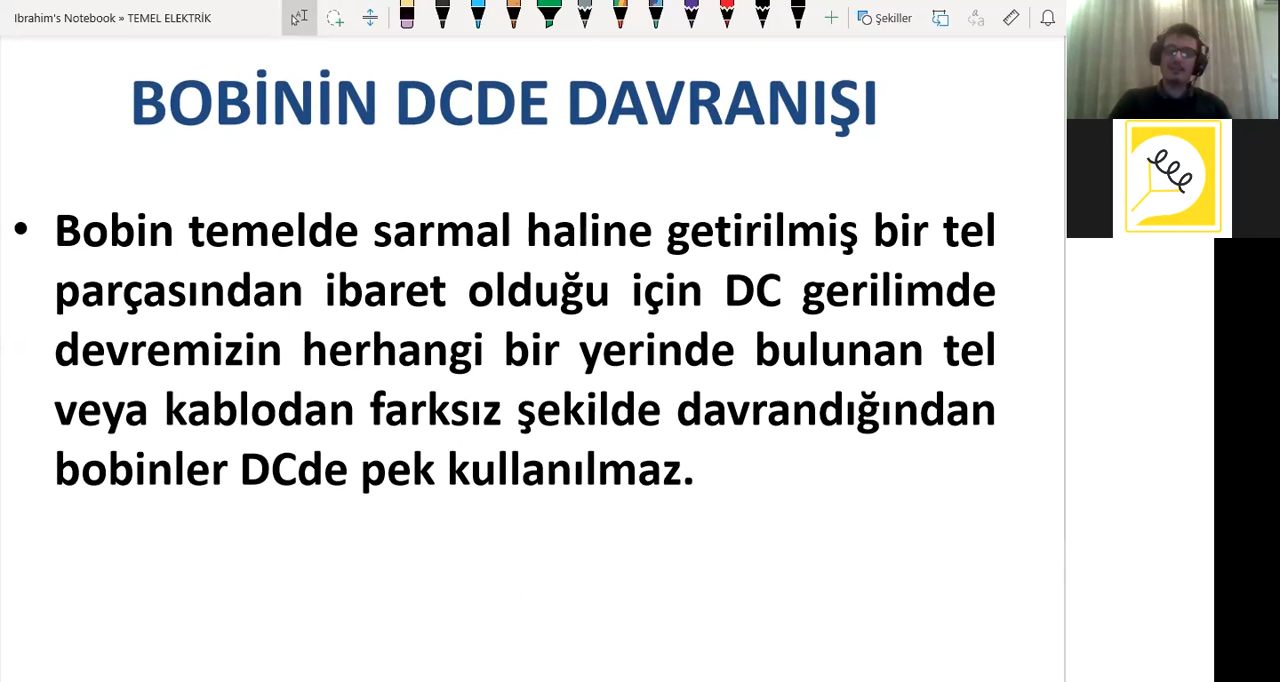 Ibrahim's Notebook » TEMEL ELEKTRİK
Şekiller
BOBİNİN DCDE DAVRANIŞI
• Bobin temelde sarmal haline getirilmiş bir tel
parçasından ibaret olduğu için DC gerilimde
devremizin herhangi bir yerinde bulunan tel
veya kablodan farksız şekilde davrandığından
bobinler DCde pek kullanılmaz.